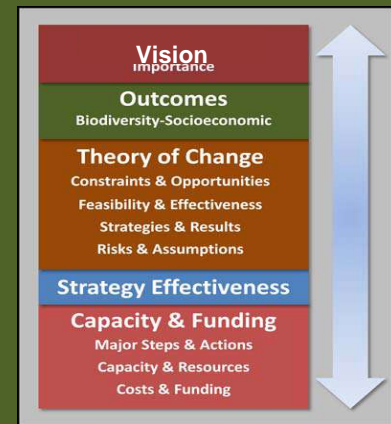 Vision
Importance
Outcomes
Biodiversity-Socioeconomic
Theory of Change
Constraints & Opportunities
Feasibility & Effectiveness
Strategies & Results
Risks & Assumptions
Strategy Effectiveness
Capacity & Funding
Major Steps & Actions
Capacity & Resources
Costs & Funding